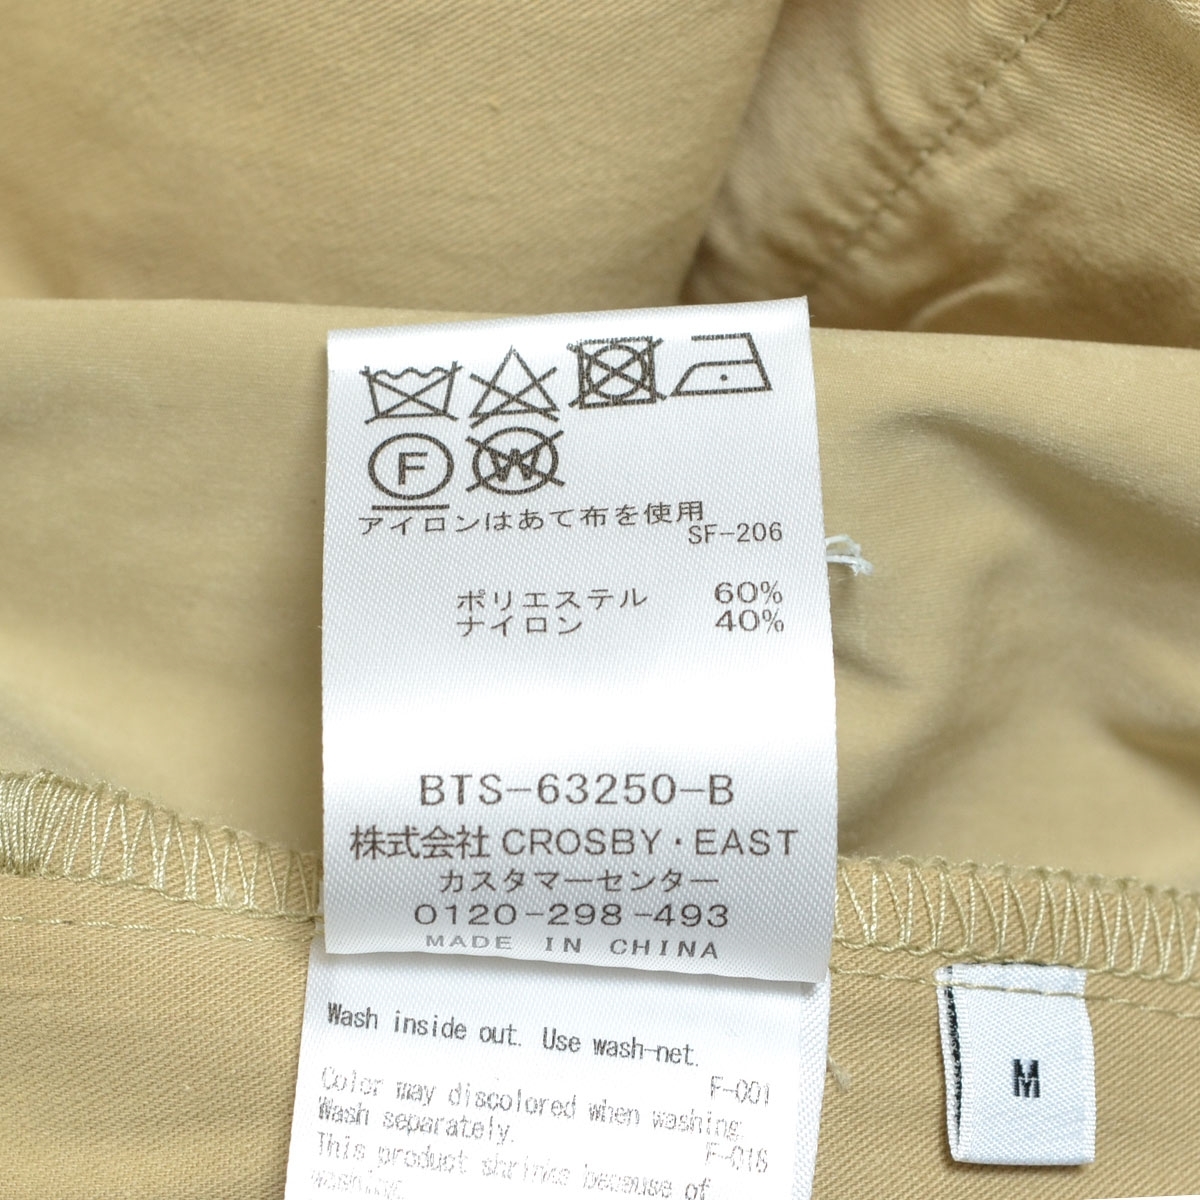 F W
アイロンはあて布を使用
SF-206
ポリエステル 60%
ナイロン 40%
BTS-63250-B
株式会社 CROSBY・EAST
カスタマーセンター
0120-298-493
MADE IN CHINA
Wash inside out. Use wash-net.
F-001
Color may discolored when washing.
Wash separately.
F-016
This product shrinks because of
washing.
M